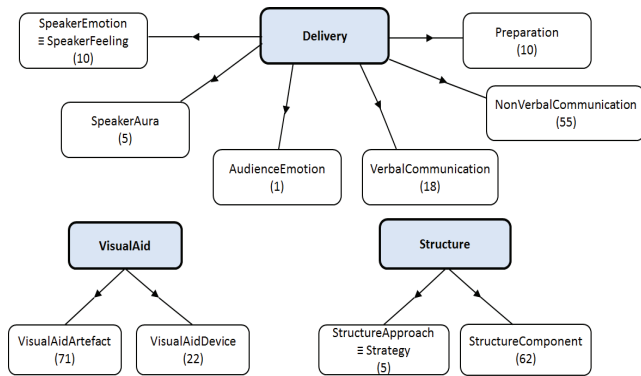 SpeakerEmotion
≡ SpeakerFeeling
(10)
Delivery
Preparation
(10)
SpeakerAura
(5)
NonVerbalCommunication
(55)
AudienceEmotion
(1)
VerbalCommunication
(18)
VisualAid
Structure
VisualAidArtefact
(71)
VisualAidDevice
(22)
StructureApproach
≡ Strategy
(5)
StructureComponent
(62)